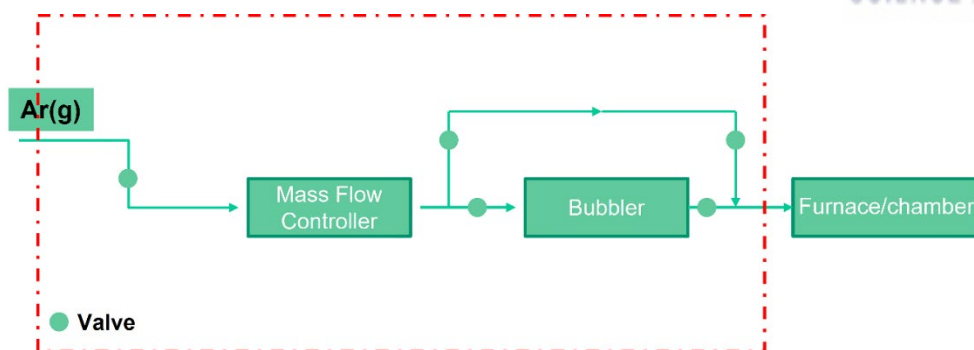 Ar(g)
Mass Flow
Controller
Bubbler
Furnace/chamber
Valve